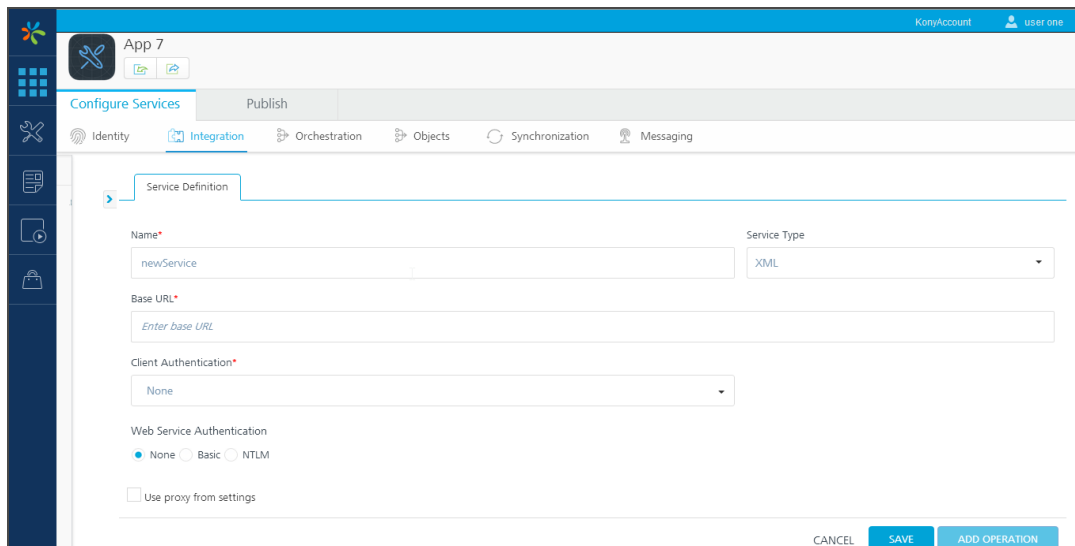 KonyAccount user one
App 7
Configure Services Publish
Identity Integration Orchestration Objects Synchronization Messaging
Service Definition
Name* Service Type
newService XML
Base URL*
Enter base URL
Client Authentication*
None
Web Service Authentication
None Basic NTLM
Use proxy from settings
CANCEL SAVE ADD OPERATION